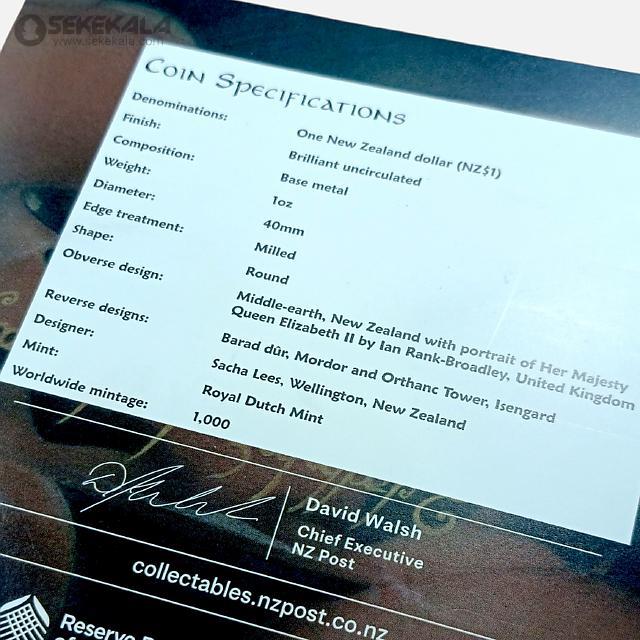 SEKEKALA
www.sekekala.com
COIN SPECIFICATIONS
Denominations: One New Zealand dollar (NZ$1)
Finish: Brilliant uncirculated
Composition: Base metal
Weight: 1oz
Diameter: 40mm
Edge treatment: Milled
Shape: Round
Obverse design: Middle-earth, New Zealand with portrait of Her Majesty
Queen Elizabeth II by Ian Rank-Broadley, United Kingdom
Reverse designs: Barad dûr, Mordor and Orthanc Tower, Isengard
Designer: Sacha Lees, Wellington, New Zealand
Mint: Royal Dutch Mint
Worldwide mintage: 1,000
David Walsh
Chief Executive
NZ Post
collectables.nzpost.co.nz
Reserve